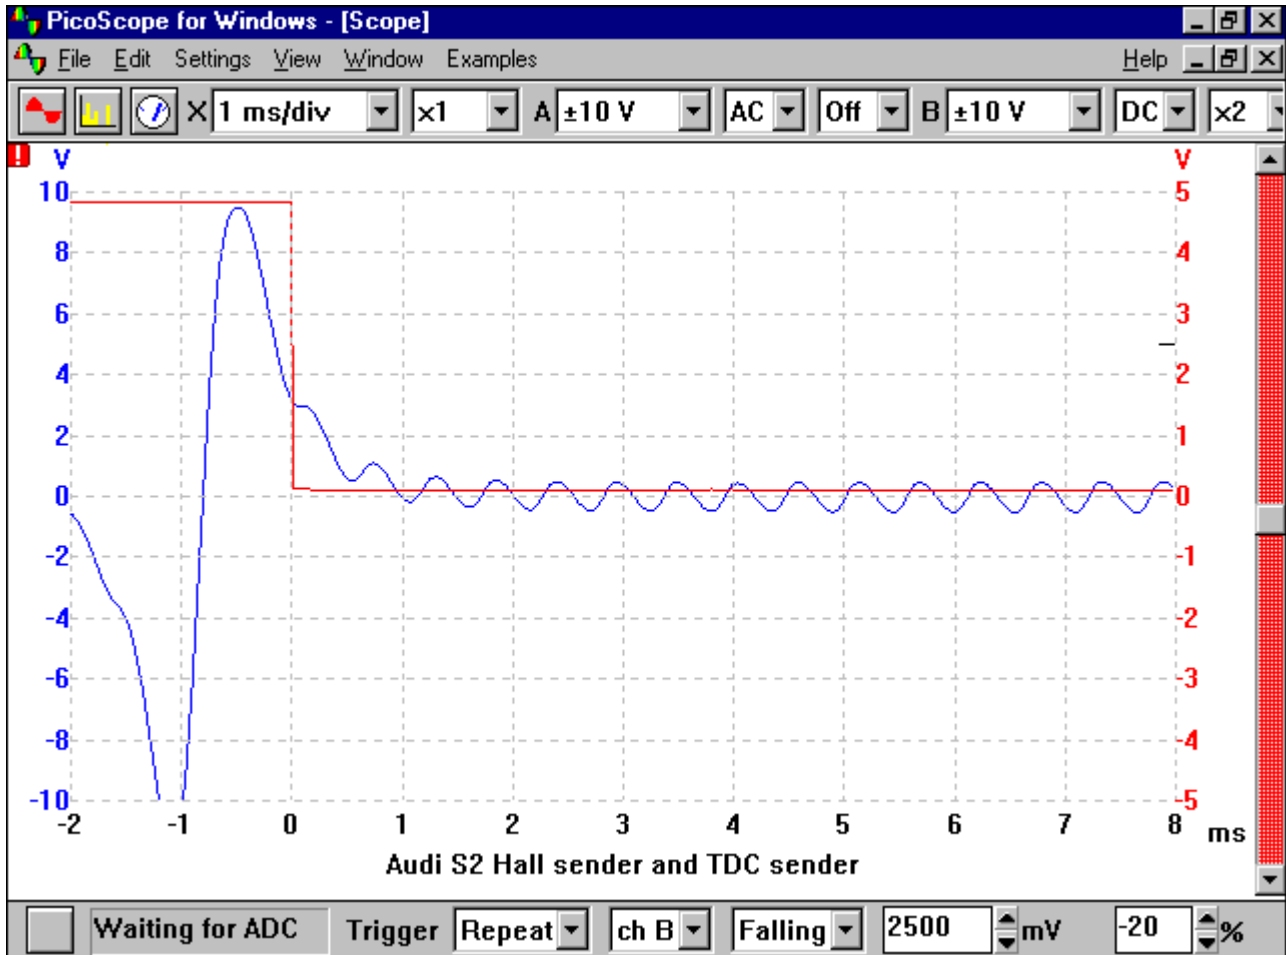 PicoScope for Windows - [Scope]
File Edit Settings View Window Examples Help
X 1 ms/div x1 A ±10 V AC Off B ±10 V DC x2
! V V
10 5
8 4
6 3
4 2
2 1
0 0
-2 -1
-4 -2
-6 -3
-8 -4
-10 -5
-2 -1 0 1 2 3 4 5 6 7 8 ms
Audi S2 Hall sender and TDC sender
Waiting for ADC Trigger Repeat ch B Falling 2500 mV -20 %